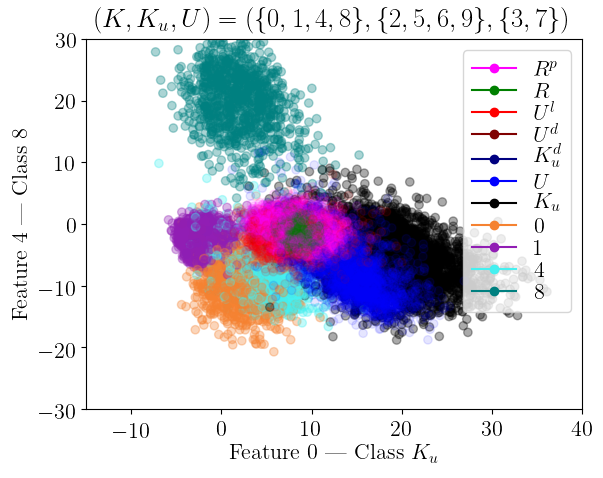 (K, K_u, U) = ({0, 1, 4, 8}, {2, 5, 6, 9}, {3, 7})
30
20
10
0
−10
−20
−30
Feature 4 — Class 8
R^p
R
U^l
U^d
K_u^d
U
K_u
0
1
4
8
−10
0
10
20
30
40
Feature 0 — Class K_u